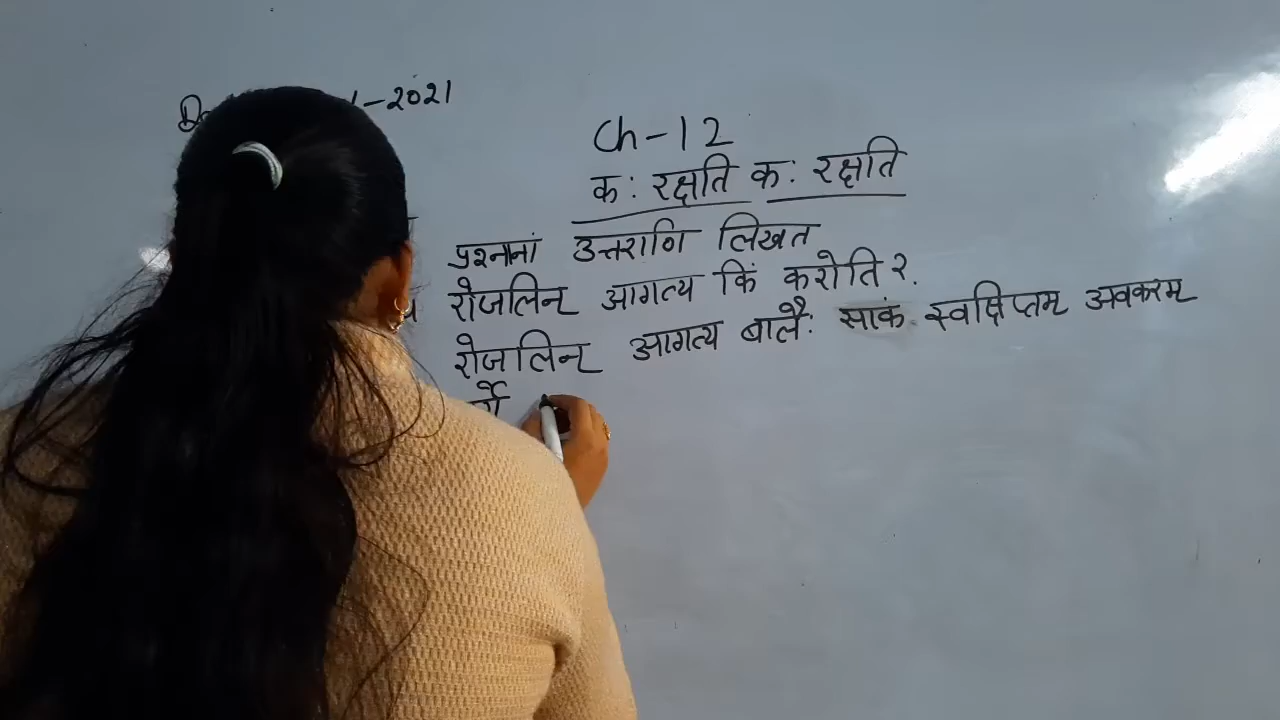 1-2021
Ch-12
कः रक्षति कः रक्षति
प्रश्नानां उत्तराणि लिखत
रोजलिन् आगत्य किं करोति?
रोजलिन् आगत्य बालैः साकं स्वक्षिप्तम अवकरम्